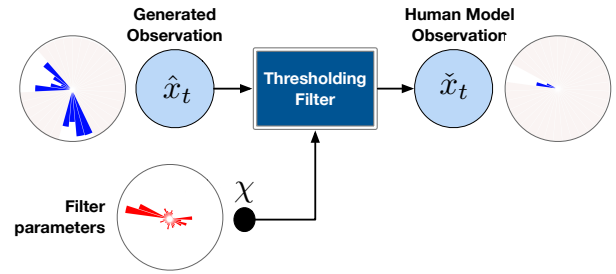 Generated
Observation
Human Model
Observation
x̂ₜ
Thresholding
Filter
x̌ₜ
χ
Filter
parameters